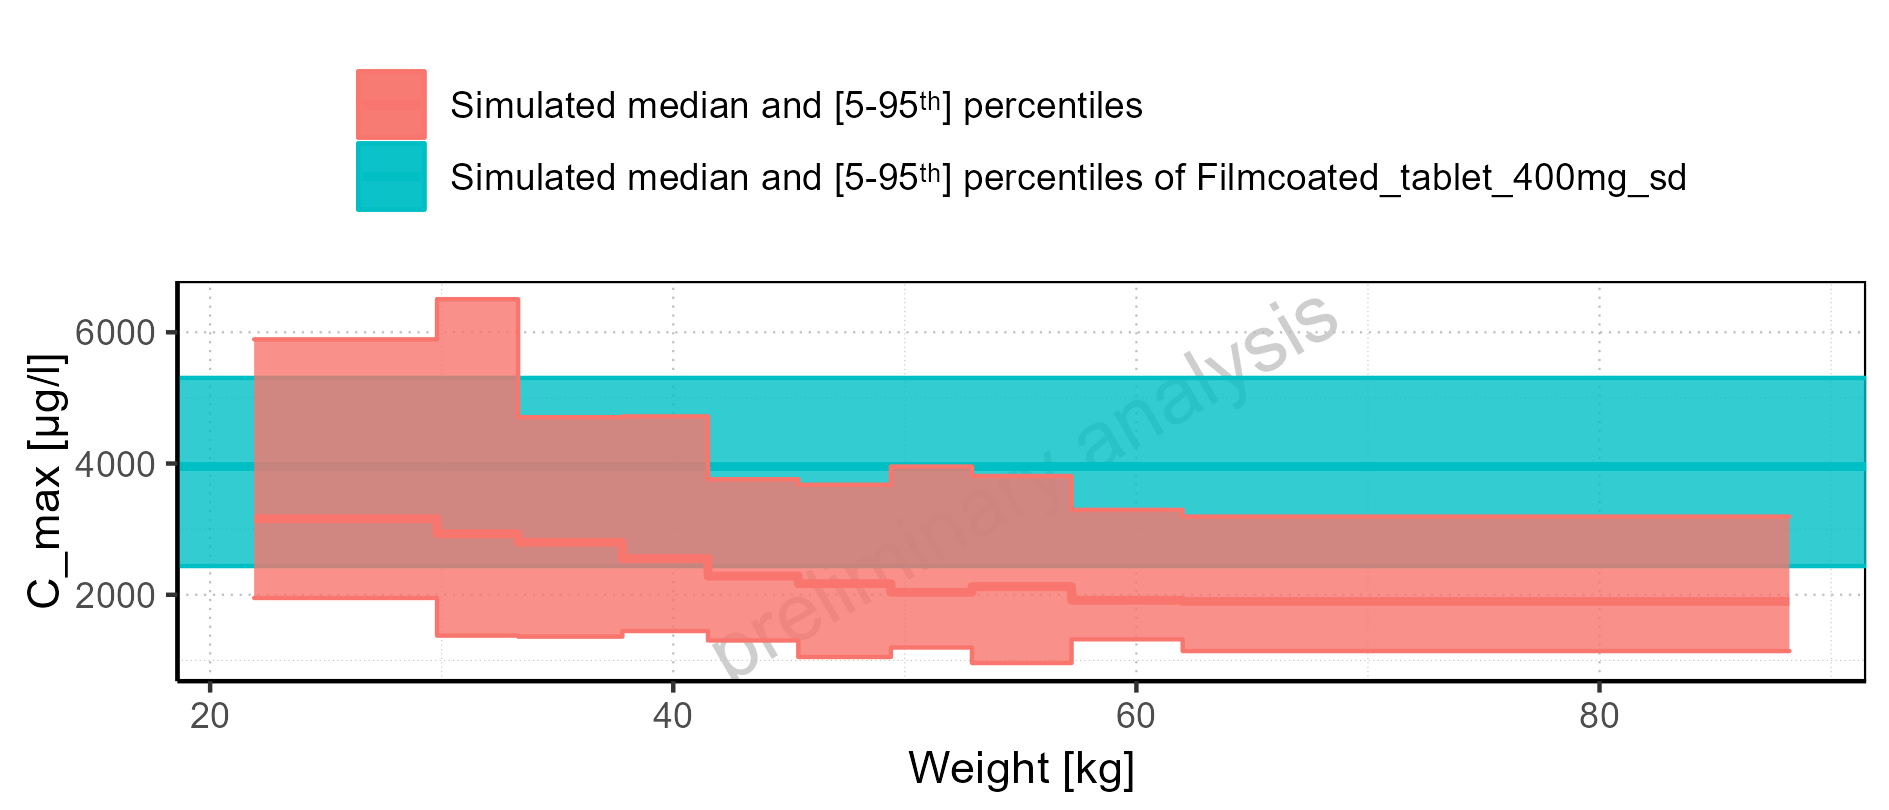 Simulated median and [5-95th] percentiles
Simulated median and [5-95th] percentiles of Filmcoated_tablet_400mg_sd
C_max [µg/l]
6000
4000
2000
preliminary analysis
20 40 60 80
Weight [kg]